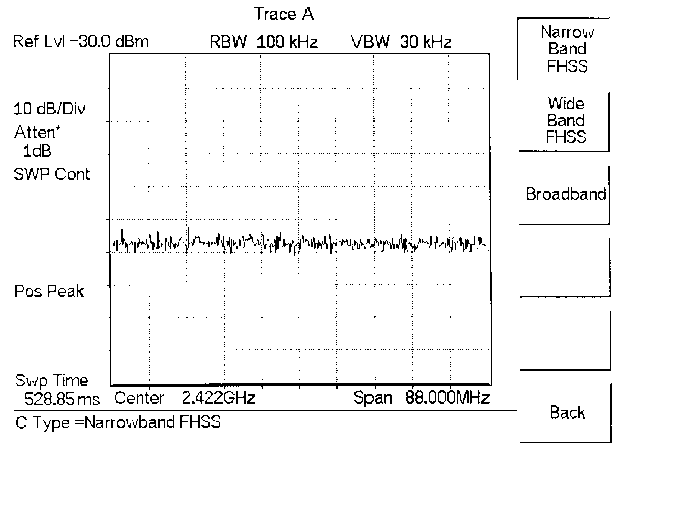 Trace A
Ref Lvl -30.0 dBm RBW 100 kHz VBW 30 kHz
10 dB/Div
Atten*
1dB
SWP Cont
Pos Peak
Swp Time
528.85 ms Center 2.422GHz Span 88.000MHz
C Type =Narrowband FHSS
Narrow
Band
FHSS
Wide
Band
FHSS
Broadband
Back